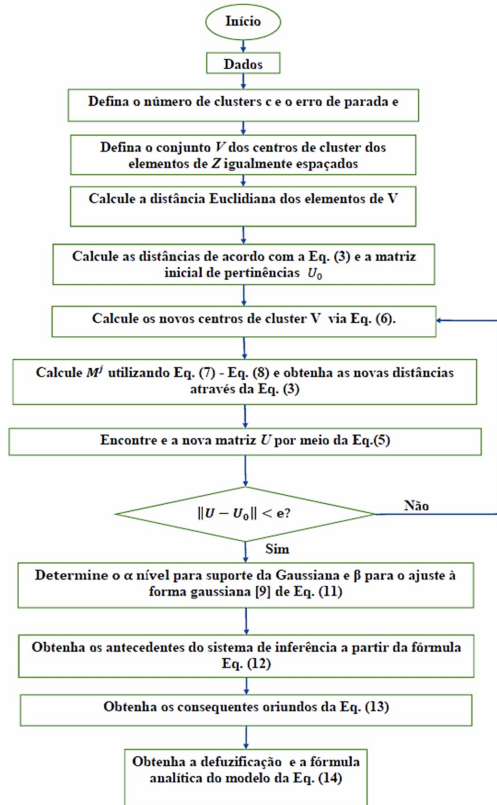 Início
Dados
Defina o número de clusters c e o erro de parada e
Defina o conjunto V dos centros de cluster dos
elementos de Z igualmente espaçados
Calcule a distância Euclidiana dos elementos de V
Calcule as distâncias de acordo com a Eq. (3) e a matriz
inicial de pertinências U₀
Calcule os novos centros de cluster V via Eq. (6).
Calcule Mʲ utilizando Eq. (7) - Eq. (8) e obtenha as novas distâncias
através da Eq. (3)
Encontre e a nova matriz U por meio da Eq.(5)
‖U − U₀‖ < e?
Não
Sim
Determine o α nível para suporte da Gaussiana e β para o ajuste à
forma gaussiana [9] de Eq. (11)
Obtenha os antecedentes do sistema de inferência a partir da fórmula
Eq. (12)
Obtenha os consequentes oriundos da Eq. (13)
Obtenha a defuzificação e a fórmula
analítica do modelo da Eq. (14)